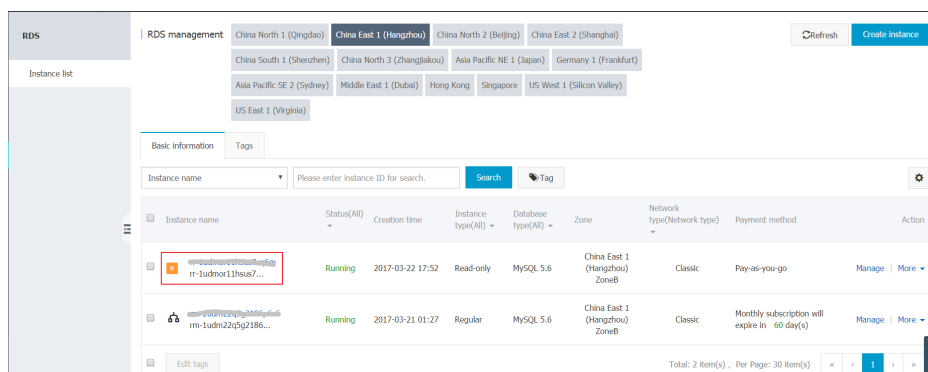 RDS
RDS management
China North 1 (Qingdao) China East 1 (Hangzhou) China North 2 (Beijing) China East 2 (Shanghai)
Refresh Create instance
China South 1 (Shenzhen) China North 3 (Zhangjiakou) Asia Pacific NE 1 (Japan) Germany 1 (Frankfurt)
Instance list
Asia Pacific SE 2 (Sydney) Middle East 1 (Dubai) Hong Kong Singapore US West 1 (Silicon Valley)
US East 1 (Virginia)
Basic information Tags
Instance name Please enter instance ID for search. Search Tag
Instance name
Status(All)
Creation time
Instance
type(All)
Database
type(All)
Zone
Network
type(Network type)
Payment method
Action
R
rr-1udmor11hsus7...
Running
2017-03-22 17:52
Read-only
MySQL 5.6
China East 1
(Hangzhou)
ZoneB
Classic
Pay-as-you-go
Manage | More
rm-1udm22q5g2186...
Running
2017-03-21 01:27
Regular
MySQL 5.6
China East 1
(Hangzhou)
ZoneB
Classic
Monthly subscription will
expire in 60 day(s)
Manage | More
Edit tags
Total: 2 item(s) , Per Page: 30 item(s) « ‹ 1 › »